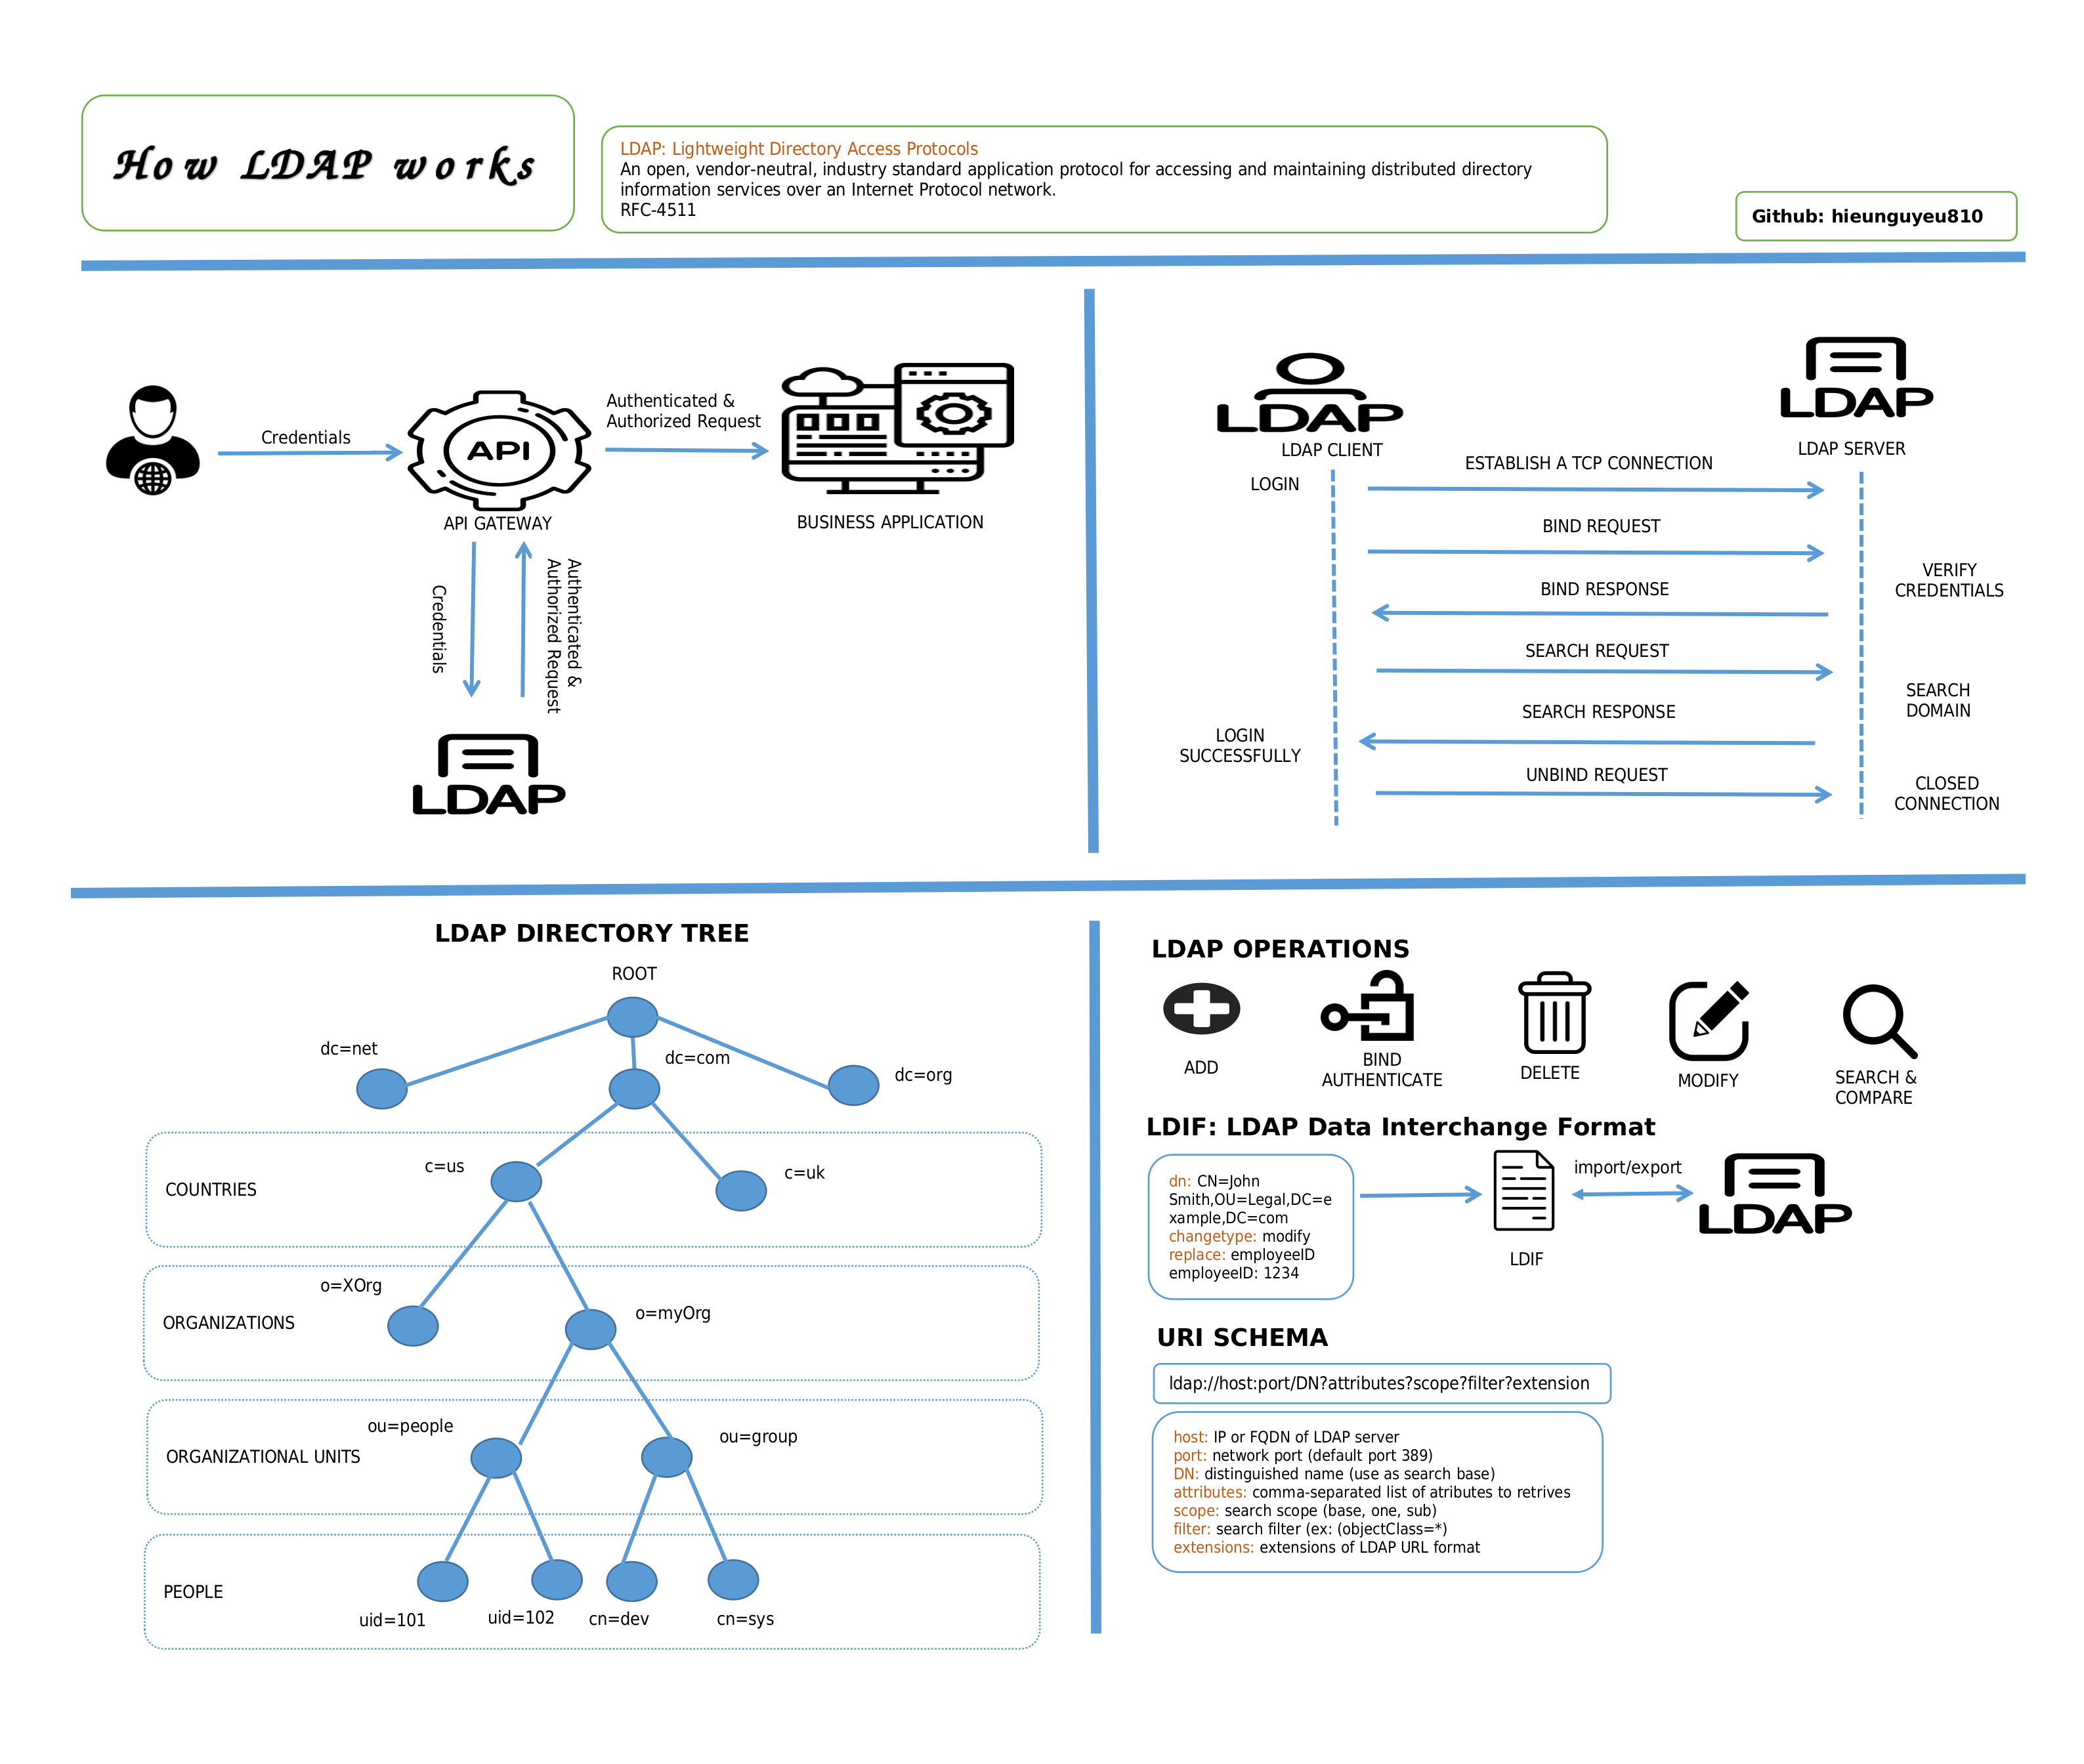 How LDAP works
LDAP: Lightweight Directory Access Protocols
An open, vendor-neutral, industry standard application protocol for accessing and maintaining distributed directory
information services over an Internet Protocol network.
RFC-4511
Github: hieunguyeu810
Credentials
API
API GATEWAY
Authenticated &
Authorized Request
BUSINESS APPLICATION
Credentials
Authenticated &
Authorized Request
LDAP
LDAP
LDAP CLIENT
LDAP
LDAP SERVER
LOGIN
ESTABLISH A TCP CONNECTION
BIND REQUEST
VERIFY
CREDENTIALS
BIND RESPONSE
SEARCH REQUEST
SEARCH
DOMAIN
SEARCH RESPONSE
LOGIN
SUCCESSFULLY
UNBIND REQUEST
CLOSED
CONNECTION
LDAP DIRECTORY TREE
ROOT
dc=net
dc=com
dc=org
COUNTRIES
c=us
c=uk
ORGANIZATIONS
o=XOrg
o=myOrg
ORGANIZATIONAL UNITS
ou=people
ou=group
PEOPLE
uid=101
uid=102
cn=dev
cn=sys
LDAP OPERATIONS
ADD
BIND
AUTHENTICATE
DELETE
MODIFY
SEARCH &
COMPARE
LDIF: LDAP Data Interchange Format
dn: CN=John
Smith,OU=Legal,DC=e
xample,DC=com
changetype: modify
replace: employeeID
employeeID: 1234
LDIF
import/export
LDAP
URI SCHEMA
ldap://host:port/DN?attributes?scope?filter?extension
host: IP or FQDN of LDAP server
port: network port (default port 389)
DN: distinguished name (use as search base)
attributes: comma-separated list of atributes to retrives
scope: search scope (base, one, sub)
filter: search filter (ex: (objectClass=*)
extensions: extensions of LDAP URL format